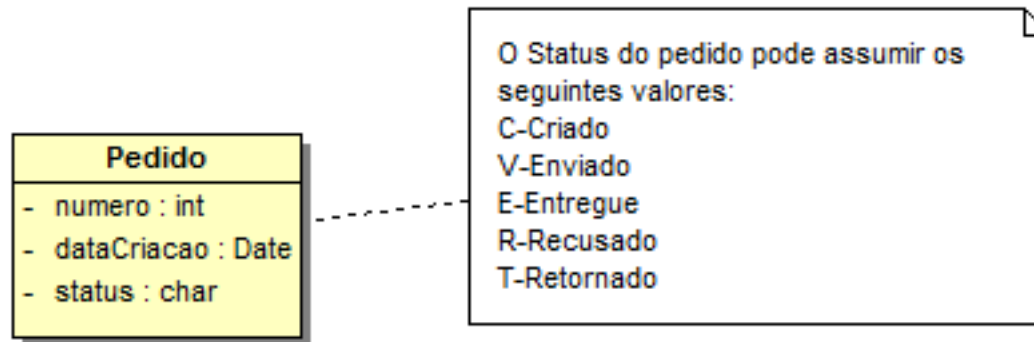 Pedido
- numero : int
- dataCriacao : Date
- status : char
O Status do pedido pode assumir os
seguintes valores:
C-Criado
V-Enviado
E-Entregue
R-Recusado
T-Retornado